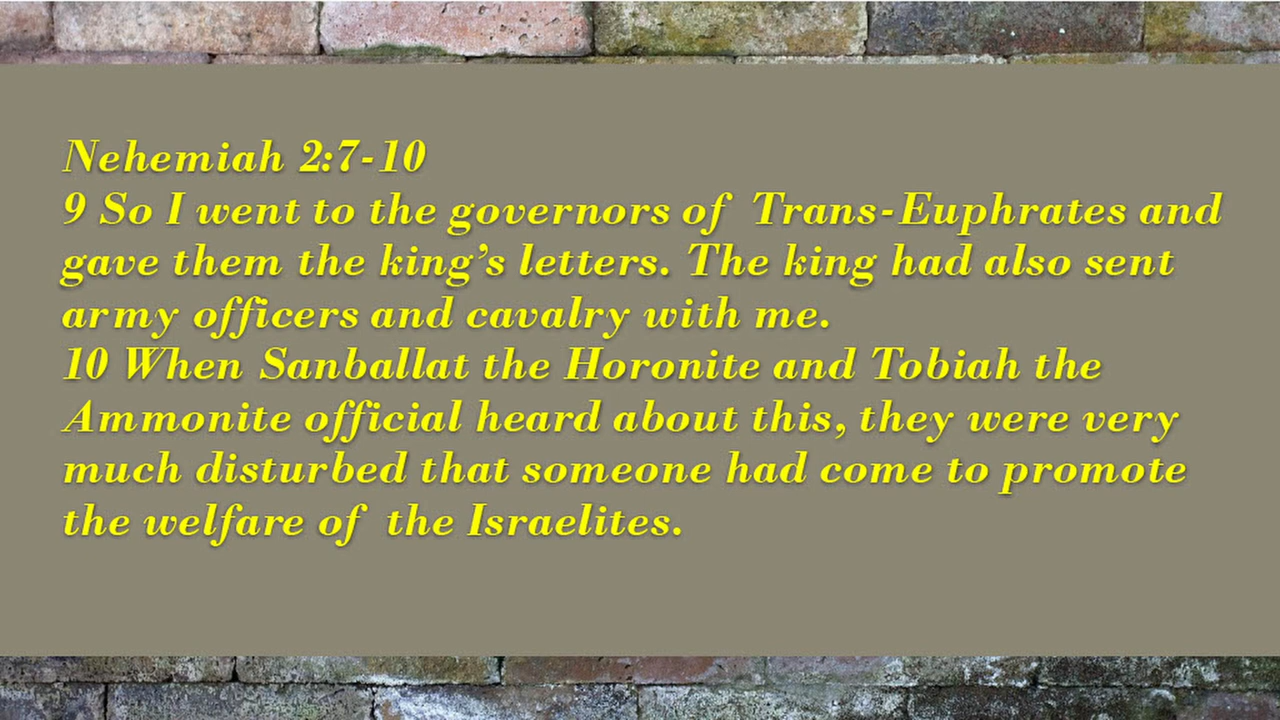 Nehemiah 2:7-10
9 So I went to the governors of Trans-Euphrates and
gave them the king’s letters. The king had also sent
army officers and cavalry with me.
10 When Sanballat the Horonite and Tobiah the
Ammonite official heard about this, they were very
much disturbed that someone had come to promote
the welfare of the Israelites.